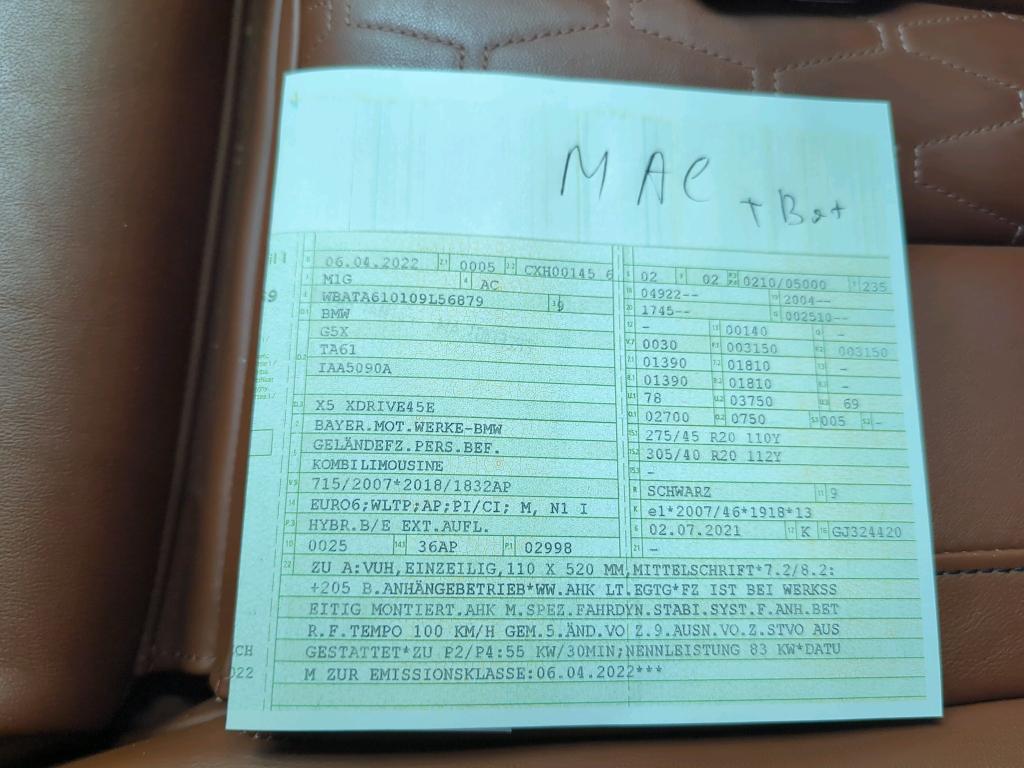 MAC
+ Bat
06.04.2022 0005 CXH00145 6
M1G AC
WBATA610109L56879 9
BMW
G5X
TA61
IAA5090A
X5 XDRIVE45E
BAYER.MOT.WERKE-BMW
GELÄNDEFZ.PERS.BEF.
KOMBILIMOUSINE
715/2007*2018/1832AP
EURO6;WLTP;AP;PI/CI; M, N1 I
HYBR.B/E EXT.AUFL.
0025 36AP 02998
02 02 0210/05000 235
04922-- 2004--
1745-- 002510--
- 00140 -
0030 003150 003150
01390 01810 -
01390 01810 -
78 03750 69
02700 0750 005 -
275/45 R20 110Y
305/40 R20 112Y
-
SCHWARZ 9
e1*2007/46*1918*13
02.07.2021 K GJ324420
-
ZU A:VUH,EINZEILIG,110 X 520 MM,MITTELSCHRIFT*7.2/8.2:
+205 B.ANHÄNGEBETRIEB*WW.AHK LT.EGTG*FZ IST BEI WERKSS
EITIG MONTIERT.AHK M.SPEZ.FAHRDYN.STABI.SYST.F.ANH.BET
R.F.TEMPO 100 KM/H GEM.5.ÄND.VO Z.9.AUSN.VO.Z.STVO AUS
GESTATTET*ZU P2/P4:55 KW/30MIN;NENNLEISTUNG 83 KW*DATU
M ZUR EMISSIONSKLASSE:06.04.2022***